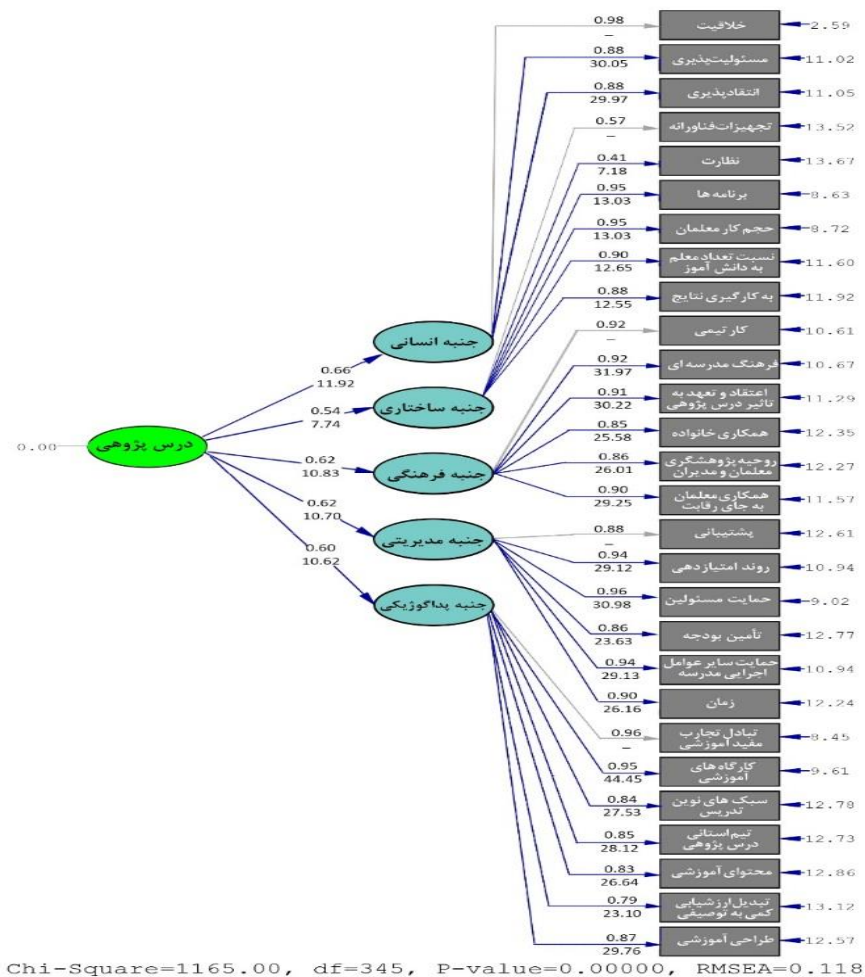 0.98
–
خلاقیت
2.59
0.88
30.05
مسئولیت‌پذیری
11.02
0.88
29.97
انتقادپذیری
11.05
0.57
–
تجهیزات‌فناورانه
13.52
0.41
7.18
نظارت
13.67
0.95
13.03
برنامه ها
8.63
0.95
13.03
حجم کار معلمان
8.72
0.90
12.65
نسبت تعداد معلم
به دانش آموز
11.60
0.88
12.55
به کارگیری نتایج
11.92
0.92
–
کار تیمی
10.61
0.92
31.97
فرهنگ مدرسه ای
10.67
0.91
30.22
اعتقاد و تعهد به
تاثیر درس پژوهی
11.29
0.85
25.58
همکاری خانواده
12.35
0.86
26.01
روحیه پژوهشگری
معلمان و مدیران
12.27
0.90
29.25
همکاری معلمان
به جای رقابت
11.57
0.88
–
پشتیبانی
12.61
0.94
29.12
روند امتیازدهی
10.94
0.96
30.98
حمایت مسئولین
9.02
0.86
23.63
تأمین بودجه
12.77
0.94
29.13
حمایت سایر عوامل
اجرایی مدرسه
10.94
0.90
26.16
زمان
12.24
0.96
–
تبادل تجارب
مفید آموزشی
8.45
0.95
44.45
کارگاه های
آموزشی
9.61
0.84
27.53
سبک های نوین
تدریس
12.78
0.85
28.12
تیم استانی
درس پژوهی
12.73
0.83
26.64
محتوای آموزشی
12.86
0.79
23.10
تبدیل ارزشیابی
کمی به توصیفی
13.12
0.87
29.76
طراحی آموزشی
12.57
جنبه انسانی
جنبه ساختاری
جنبه فرهنگی
جنبه مدیریتی
جنبه پداگوژیکی
0.66
11.92
0.54
7.74
0.62
10.83
0.62
10.70
0.60
10.62
0.00
درس پژوهی
Chi-Square=1165.00, df=345, P-value=0.00000, RMSEA=0.118